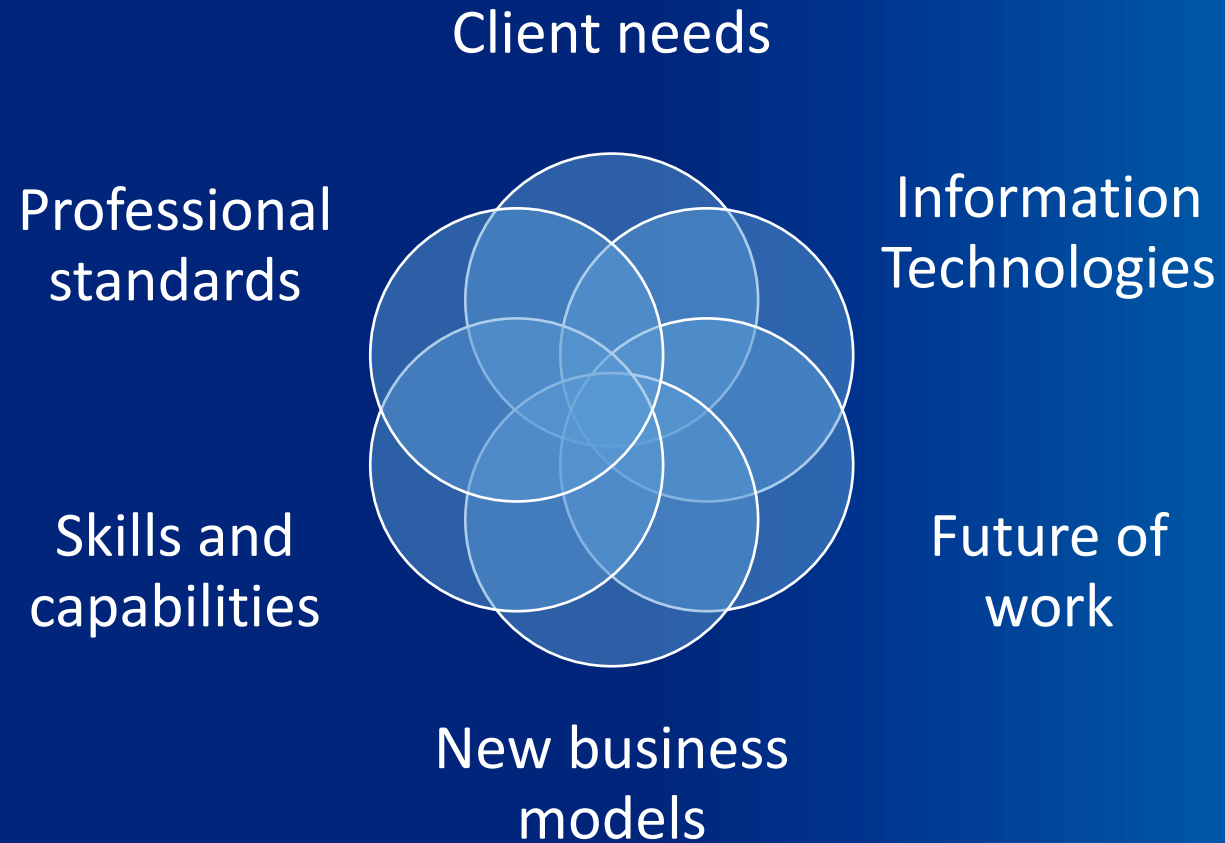 Client needs
Information
Technologies
Future of
work
New business
models
Skills and
capabilities
Professional
standards